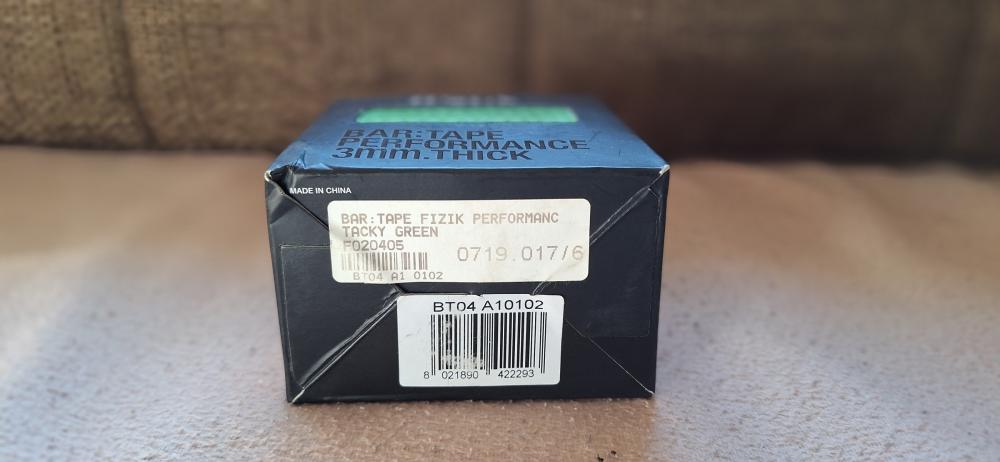 BAR:TAPE
PERFORMANCE
3mm.THICK
MADE IN CHINA
BAR:TAPE FIZIK PERFORMANC
TACKY GREEN
F020405
0719.017/6
BT04 A1 0102
BT04 A10102
8 021890 422293